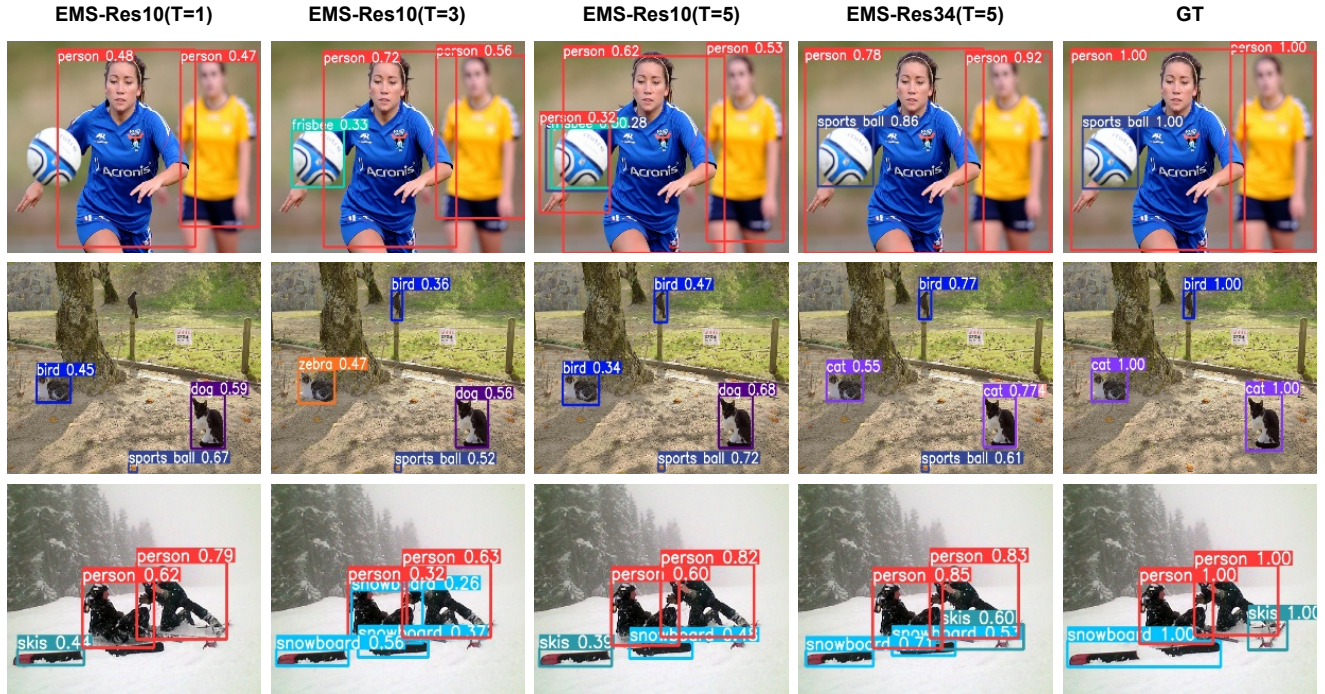 EMS-Res10(T=1) EMS-Res10(T=3) EMS-Res10(T=5) EMS-Res34(T=5) GT
person 0.48 person 0.47
person 0.72 person 0.56
frisbee 0.33
Acronis
person 0.62 person 0.53
person 0.32
0.28
Acronis
person 0.78 person 0.92
sports ball 0.86
Acronis
person 1.00 person 1.00
sports ball 1.00
Acronis
Acronis
bird 0.45
dog 0.59
sports ball 0.67
bird 0.36
zebra 0.47
dog 0.56
sports ball 0.52
bird 0.47
bird 0.34
dog 0.68
sports ball 0.72
bird 0.77
cat 0.55
cat 0.77
sports ball 0.61
bird 1.00
cat 1.00
cat 1.00
person 0.79
person 0.62
skis 0.44
person 0.63
person 0.32
snowboard 0.26
snowboard 0.37
snowboard 0.56
person 0.82
person 0.60
snowboard
skis 0.39
person 0.83
person 0.85
skis 0.60
snowboard 0.53
snowboard
person 1.00
person 1.00
skis 1.00
snowboard 1.00